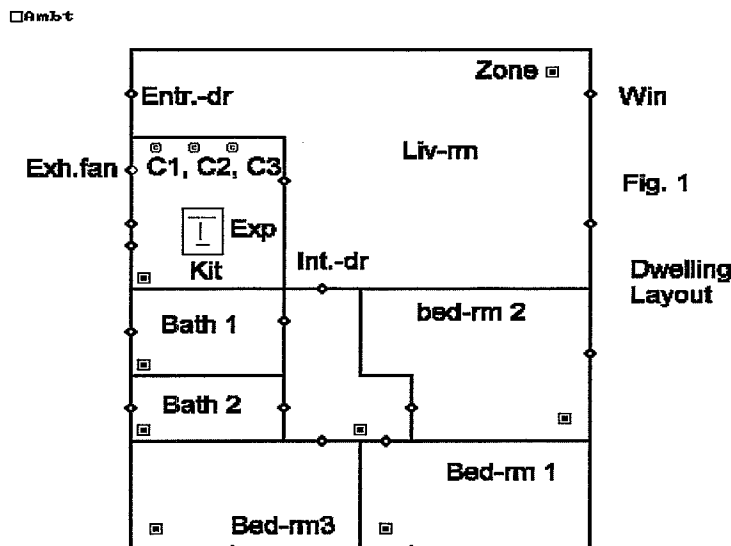 Ambt
Zone
Entr.-dr
Win
Exh.fan
C1, C2, C3
Liv-rm
Fig. 1
Exp
Kit
Int.-dr
Dwelling
Layout
Bath 1
bed-rm 2
Bath 2
Bed-rm 1
Bed-rm3